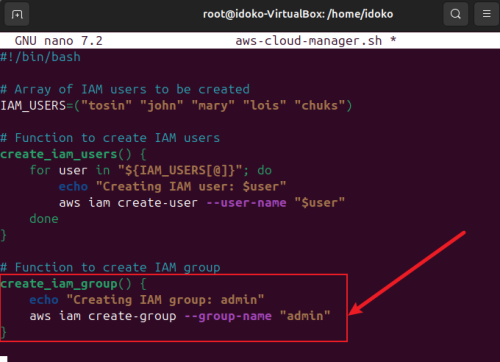 root@idoko-VirtualBox: /home/idoko
GNU nano 7.2 aws-cloud-manager.sh *
#!/bin/bash
# Array of IAM users to be created
IAM_USERS=("tosin" "john" "mary" "lois" "chuks")
# Function to create IAM users
create_iam_users() {
for user in "${IAM_USERS[@]}"; do
echo "Creating IAM user: $user"
aws iam create-user --user-name "$user"
done
}
# Function to create IAM group
create_iam_group() {
echo "Creating IAM group: admin"
aws iam create-group --group-name "admin"
}